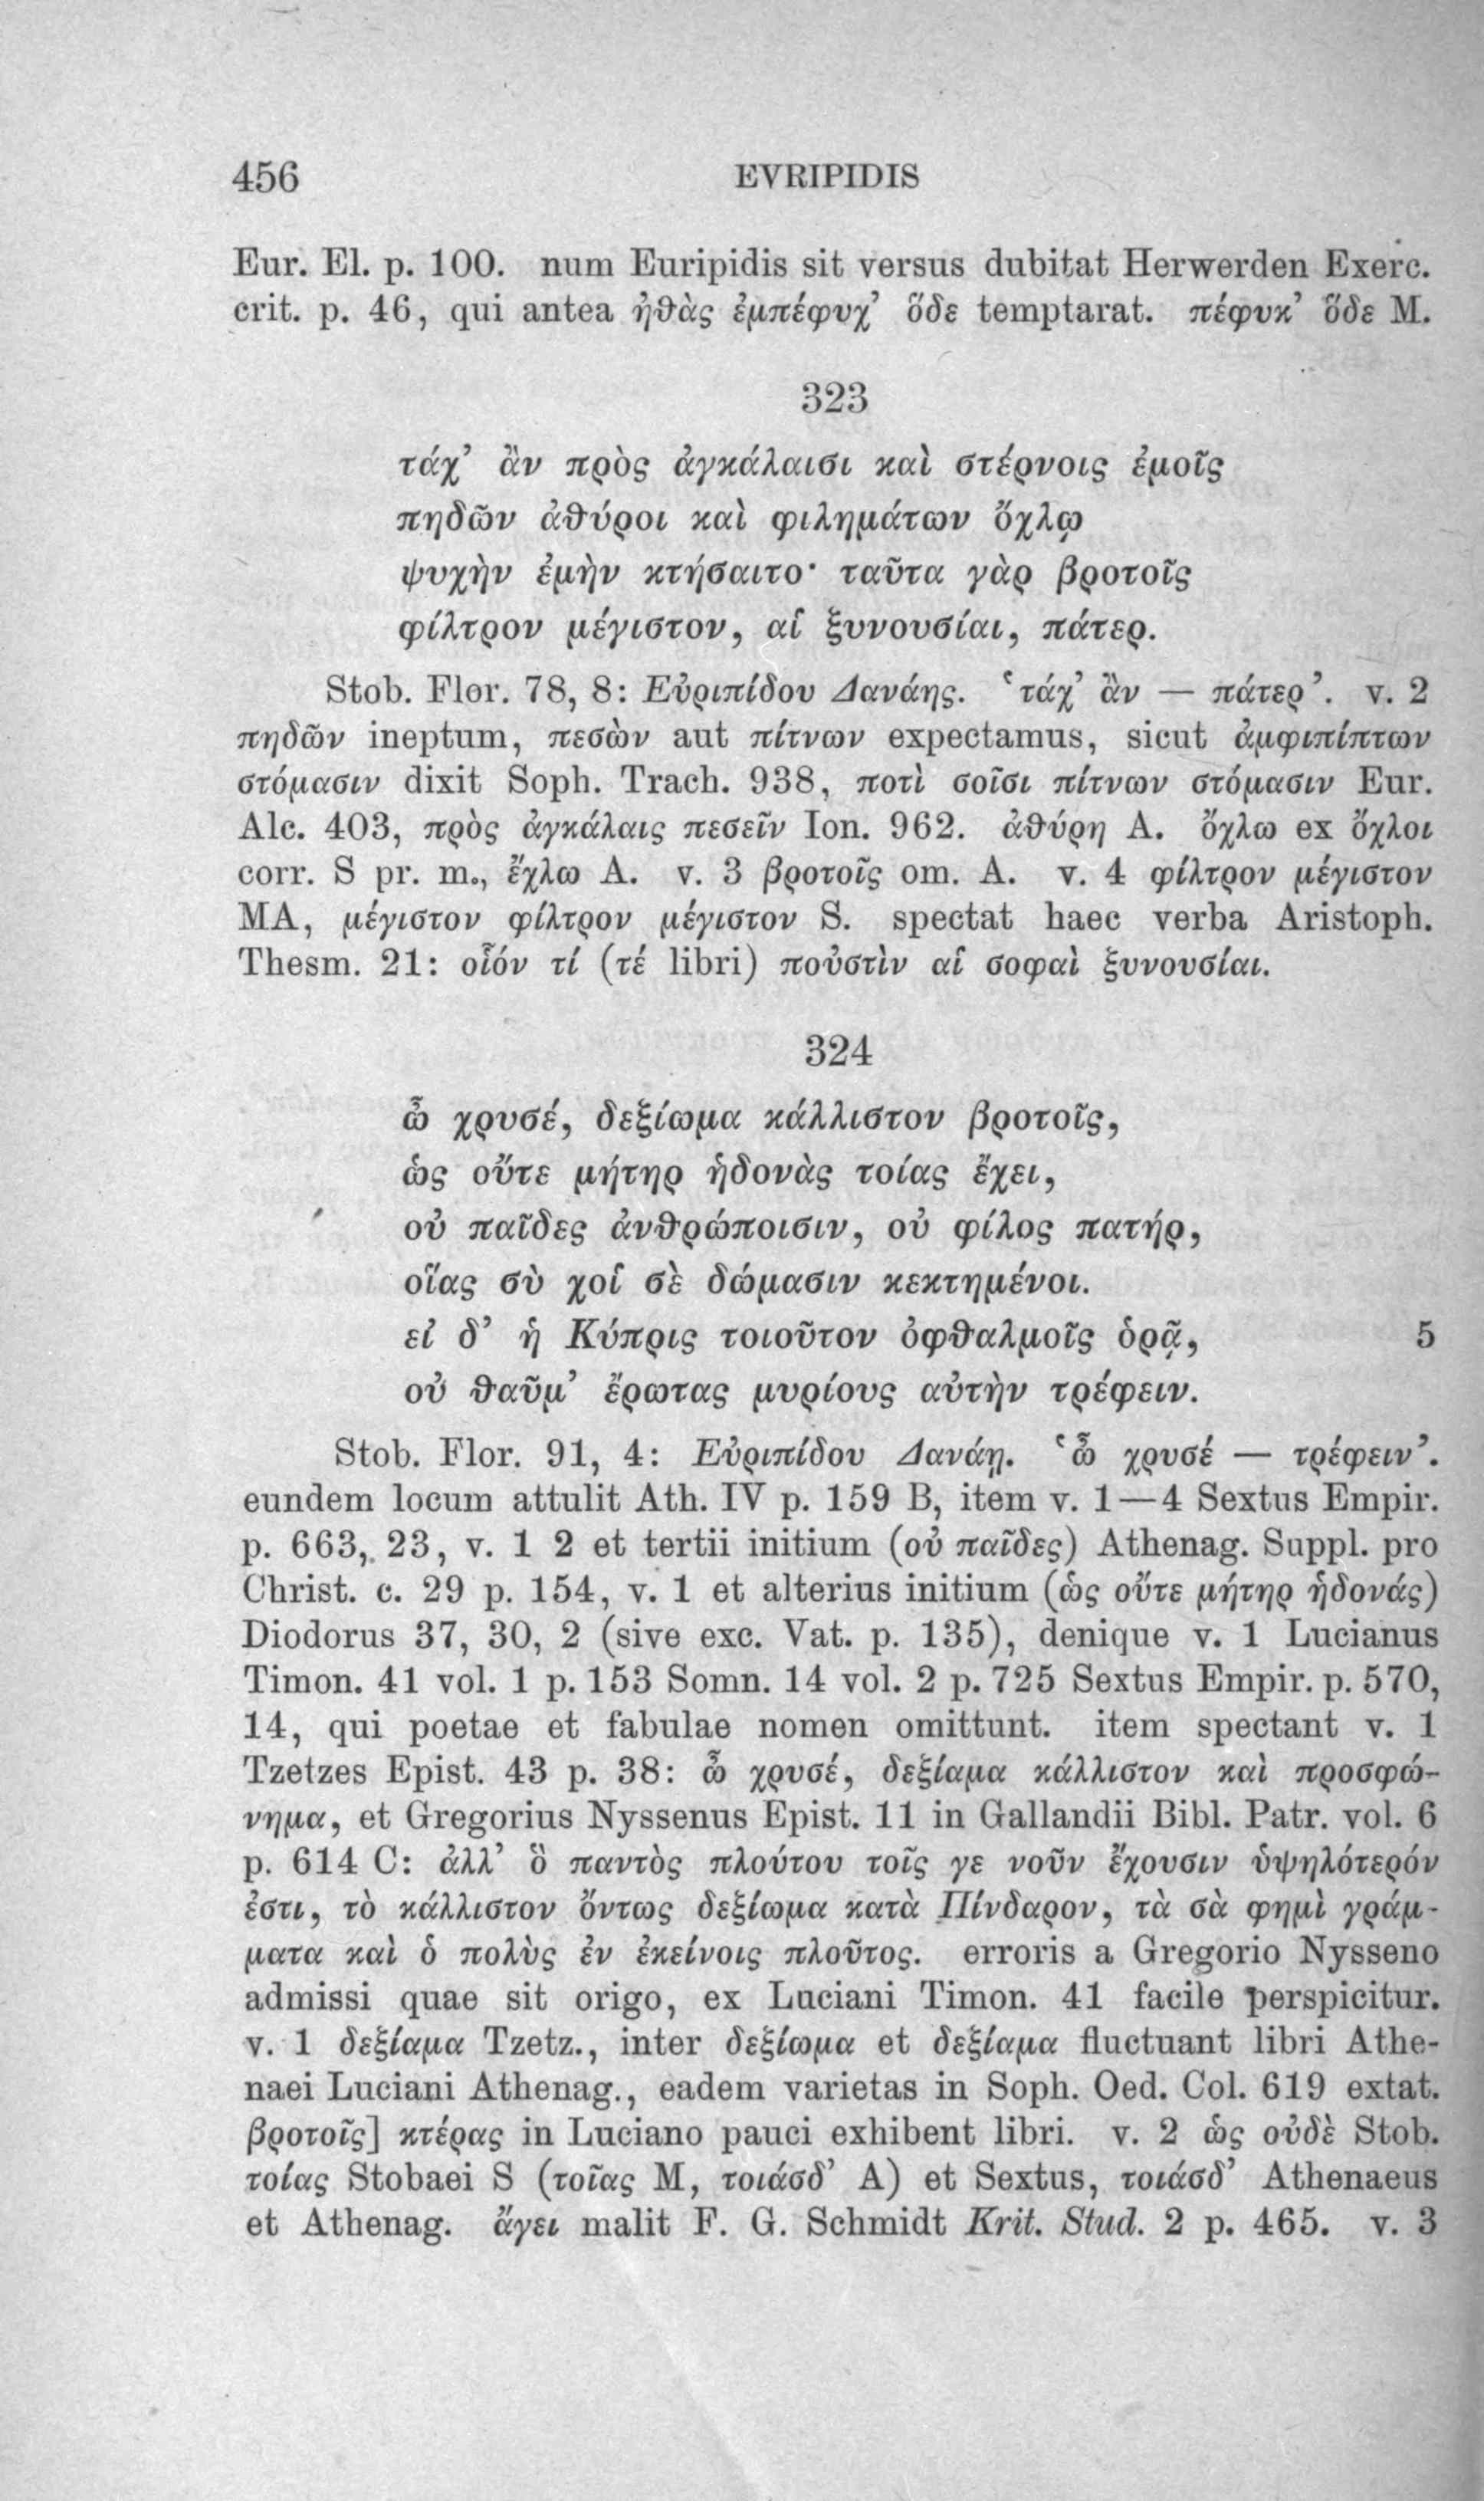 456 EVRIPIDIS
Eur. El. p. 100. num Euripidis sit versus dubitat Herwerden Exerc.
crit. p. 46, qui antea ἠθὰς ἐμπέφυχ’ ὅδε temptarat. πέφυκ’ ὅδε M.
323
τάχ’ ἂν πρὸς ἀγκάλαισι καὶ στέρνοις ἐμοῖς
πηδῶν ἀθύροι καὶ φιλημάτων ὄχλῳ
ψυχὴν ἐμὴν κτήσαιτο· ταῦτα γὰρ βροτοῖς
φίλτρον μέγιστον, αἱ ξυνουσίαι, πάτερ.
Stob. Flor. 78, 8: Εὐριπίδου Δανάης. ‘τάχ’ ἂν — πάτερ’. v. 2
πηδῶν ineptum, πεσὼν aut πίτνων expectamus, sicut ἀμφιπίπτων
στόμασιν dixit Soph. Trach. 938, ποτὶ σοῖσι πίτνων στόμασιν Eur.
Alc. 403, πρὸς ἀγκάλαις πεσεῖν Ion. 962. ἀθύρη A. ὄχλω ex ὄχλοι
corr. S pr. m., ἔχλω A. v. 3 βροτοῖς om. A. v. 4 φίλτρον μέγιστον
MA, μέγιστον φίλτρον μέγιστον S. spectat haec verba Aristoph.
Thesm. 21: οἷόν τί (τέ libri) ποὐστὶν αἱ σοφαὶ ξυνουσίαι.
324
ὦ χρυσέ, δεξίωμα κάλλιστον βροτοῖς,
ὡς οὔτε μήτηρ ἡδονὰς τοίας ἔχει,
οὐ παῖδες ἀνθρώποισιν, οὐ φίλος πατήρ,
οἵας σὺ χοἱ σὲ δώμασιν κεκτημένοι.
εἰ δ’ ἡ Κύπρις τοιοῦτον ὀφθαλμοῖς ὁρᾷ, 5
οὐ θαῦμ’ ἔρωτας μυρίους αὐτὴν τρέφειν.
Stob. Flor. 91, 4: Εὐριπίδου Δανάῃ. ‘ὦ χρυσέ — τρέφειν’.
eundem locum attulit Ath. IV p. 159 B, item v. 1—4 Sextus Empir.
p. 663, 23, v. 1 2 et tertii initium (οὐ παῖδες) Athenag. Suppl. pro
Christ. c. 29 p. 154, v. 1 et alterius initium (ὡς οὔτε μήτηρ ἡδονάς)
Diodorus 37, 30, 2 (sive exc. Vat. p. 135), denique v. 1 Lucianus
Timon. 41 vol. 1 p. 153 Somn. 14 vol. 2 p. 725 Sextus Empir. p. 570,
14, qui poetae et fabulae nomen omittunt. item spectant v. 1
Tzetzes Epist. 43 p. 38: ὦ χρυσέ, δεξίαμα κάλλιστον καὶ προσφώ-
νημα, et Gregorius Nyssenus Epist. 11 in Gallandii Bibl. Patr. vol. 6
p. 614 C: ἀλλ’ ὃ παντὸς πλούτου τοῖς γε νοῦν ἔχουσιν ὑψηλότερόν
ἐστι, τὸ κάλλιστον ὄντως δεξίωμα κατὰ Πίνδαρον, τὰ σὰ φημὶ γράμ-
ματα καὶ ὁ πολὺς ἐν ἐκείνοις πλοῦτος. erroris a Gregorio Nysseno
admissi quae sit origo, ex Luciani Timon. 41 facile perspicitur.
v. 1 δεξίαμα Tzetz., inter δεξίωμα et δεξίαμα fluctuant libri Athe-
naei Luciani Athenag., eadem varietas in Soph. Oed. Col. 619 extat.
βροτοῖς] κτέρας in Luciano pauci exhibent libri. v. 2 ὡς οὐδὲ Stob.
τοίας Stobaei S (τοῖας M, τοιάσδ’ A) et Sextus, τοιάσδ’ Athenaeus
et Athenag. ἄγει malit F. G. Schmidt Krit. Stud. 2 p. 465. v. 3